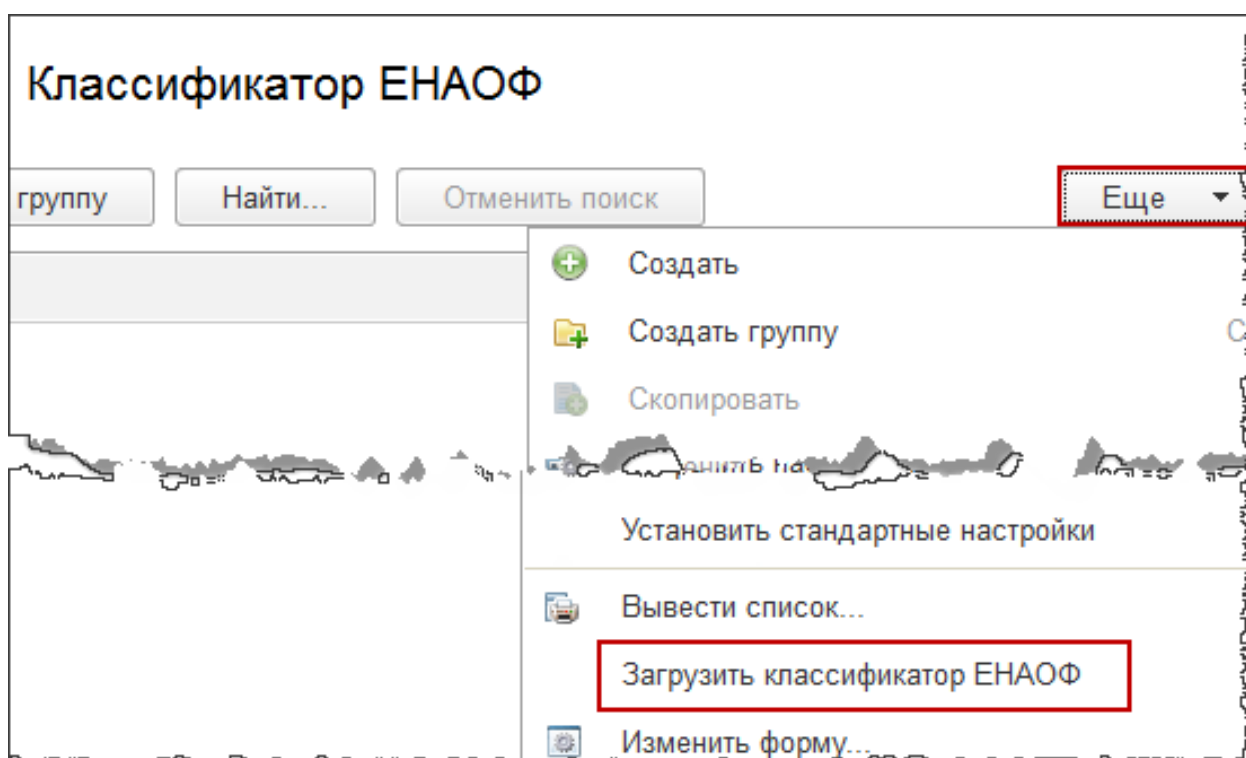 Классификатор ЕНАОФ
группу
Найти...
Отменить поиск
Еще
Создать
Создать группу
Скопировать
Установить стандартные настройки
Вывести список...
Загрузить классификатор ЕНАОФ
Изменить форму...